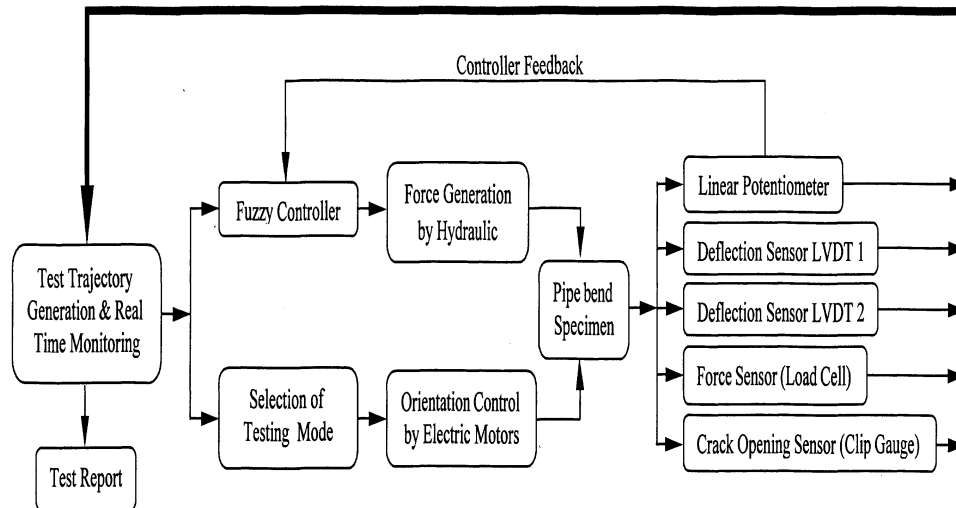 Controller Feedback
Linear Potentiometer
Fuzzy Controller
Force Generation
by Hydraulic
Deflection Sensor LVDT 1
Test Trajectory
Generation & Real
Time Monitoring
Pipe bend
Specimen
Deflection Sensor LVDT 2
Force Sensor (Load Cell)
Selection of
Testing Mode
Orientation Control
by Electric Motors
Crack Opening Sensor (Clip Gauge)
Test Report